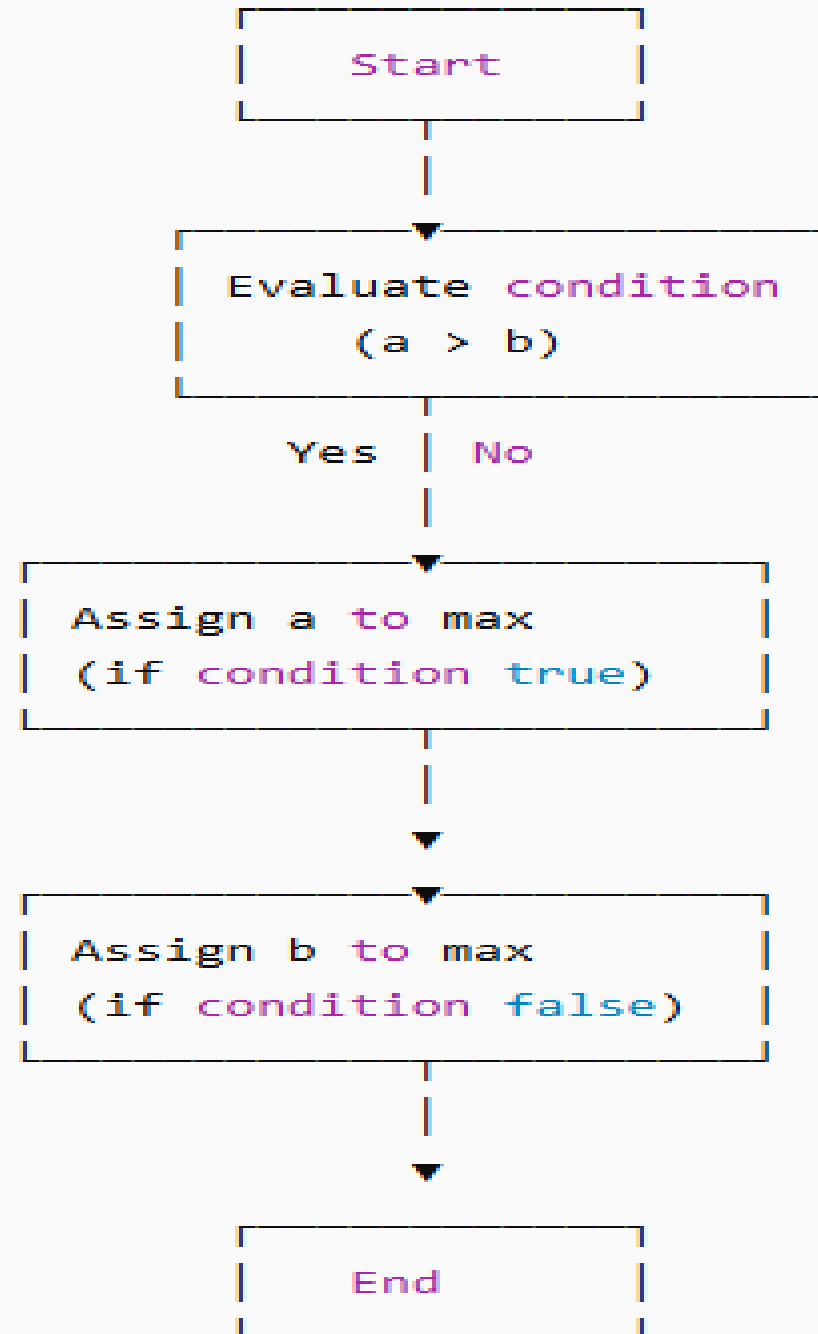 Start
Evaluate condition
(a > b)
Yes | No
Assign a to max
(if condition true)
Assign b to max
(if condition false)
End